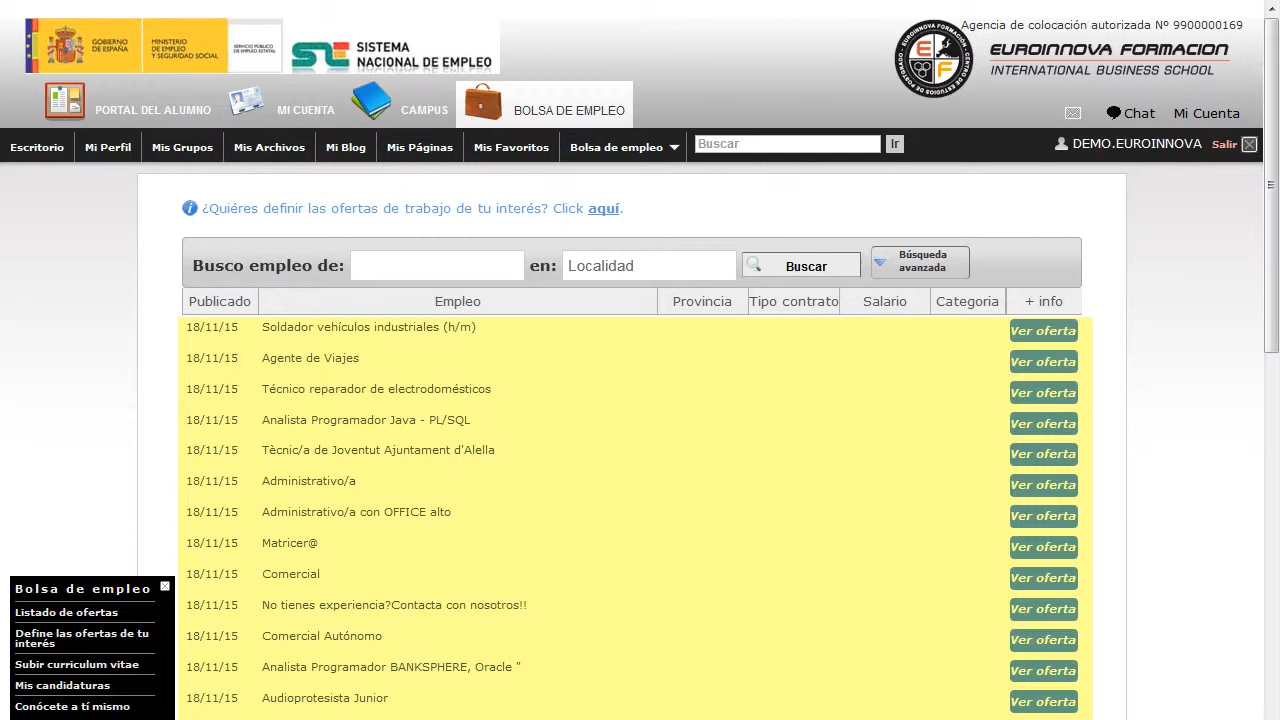 GOBIERNO DE ESPAÑA
MINISTERIO DE EMPLEO Y SEGURIDAD SOCIAL
SERVICIO PÚBLICO DE EMPLEO ESTATAL
SISTEMA NACIONAL DE EMPLEO
Agencia de colocación autorizada Nº 9900000169
EUROINNOVA FORMACION
INTERNATIONAL BUSINESS SCHOOL
PORTAL DEL ALUMNO
MI CUENTA
CAMPUS
BOLSA DE EMPLEO
Chat
Mi Cuenta
Escritorio
Mi Perfil
Mis Grupos
Mis Archivos
Mi Blog
Mis Páginas
Mis Favoritos
Bolsa de empleo
Buscar
Ir
DEMO.EUROINNOVA
Salir
¿Quiéres definir las ofertas de trabajo de tu interés? Click aquí.
Busco empleo de:
en:
Localidad
Buscar
Búsqueda avanzada
Publicado Empleo Provincia Tipo contrato Salario Categoria + info
18/11/15 Soldador vehículos industriales (h/m) Ver oferta
18/11/15 Agente de Viajes Ver oferta
18/11/15 Técnico reparador de electrodomésticos Ver oferta
18/11/15 Analista Programador Java - PL/SQL Ver oferta
18/11/15 Tècnic/a de Joventut Ajuntament d'Alella Ver oferta
18/11/15 Administrativo/a Ver oferta
18/11/15 Administrativo/a con OFFICE alto Ver oferta
18/11/15 Matricer@ Ver oferta
18/11/15 Comercial Ver oferta
18/11/15 No tienes experiencia?Contacta con nosotros!! Ver oferta
18/11/15 Comercial Autónomo Ver oferta
18/11/15 Analista Programador BANKSPHERE, Oracle " Ver oferta
18/11/15 Audioprotesista Junior Ver oferta
Bolsa de empleo
Listado de ofertas
Define las ofertas de tu
interés
Subir curriculum vitae
Mis candidaturas
Conócete a tí mismo